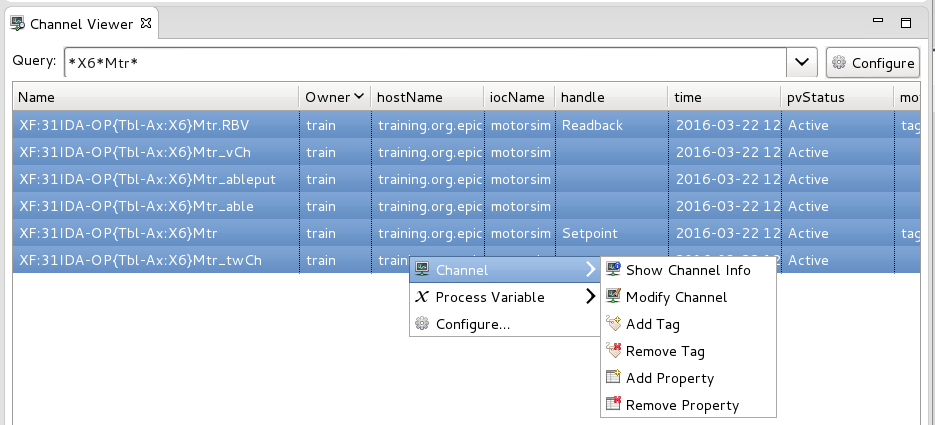 Channel Viewer
Query: *X6*Mtr* Configure
Name Owner hostName iocName handle time pvStatus mo
XF:31IDA-OP{Tbl-Ax:X6}Mtr.RBV train training.org.epic motorsim Readback 2016-03-22 12 Active tag
XF:31IDA-OP{Tbl-Ax:X6}Mtr_vCh train training.org.epic motorsim 2016-03-22 12 Active
XF:31IDA-OP{Tbl-Ax:X6}Mtr_ableput train training.org.epic motorsim 2016-03-22 12 Active
XF:31IDA-OP{Tbl-Ax:X6}Mtr_able train training.org.epic motorsim 2016-03-22 12 Active
XF:31IDA-OP{Tbl-Ax:X6}Mtr train training.org.epic motorsim Setpoint 2016-03-22 12 Active tag
XF:31IDA-OP{Tbl-Ax:X6}Mtr_twCh train 2016-03-22 12 Active
Channel Show Channel Info
Process Variable Modify Channel
Configure... Add Tag
Remove Tag
Add Property
Remove Property